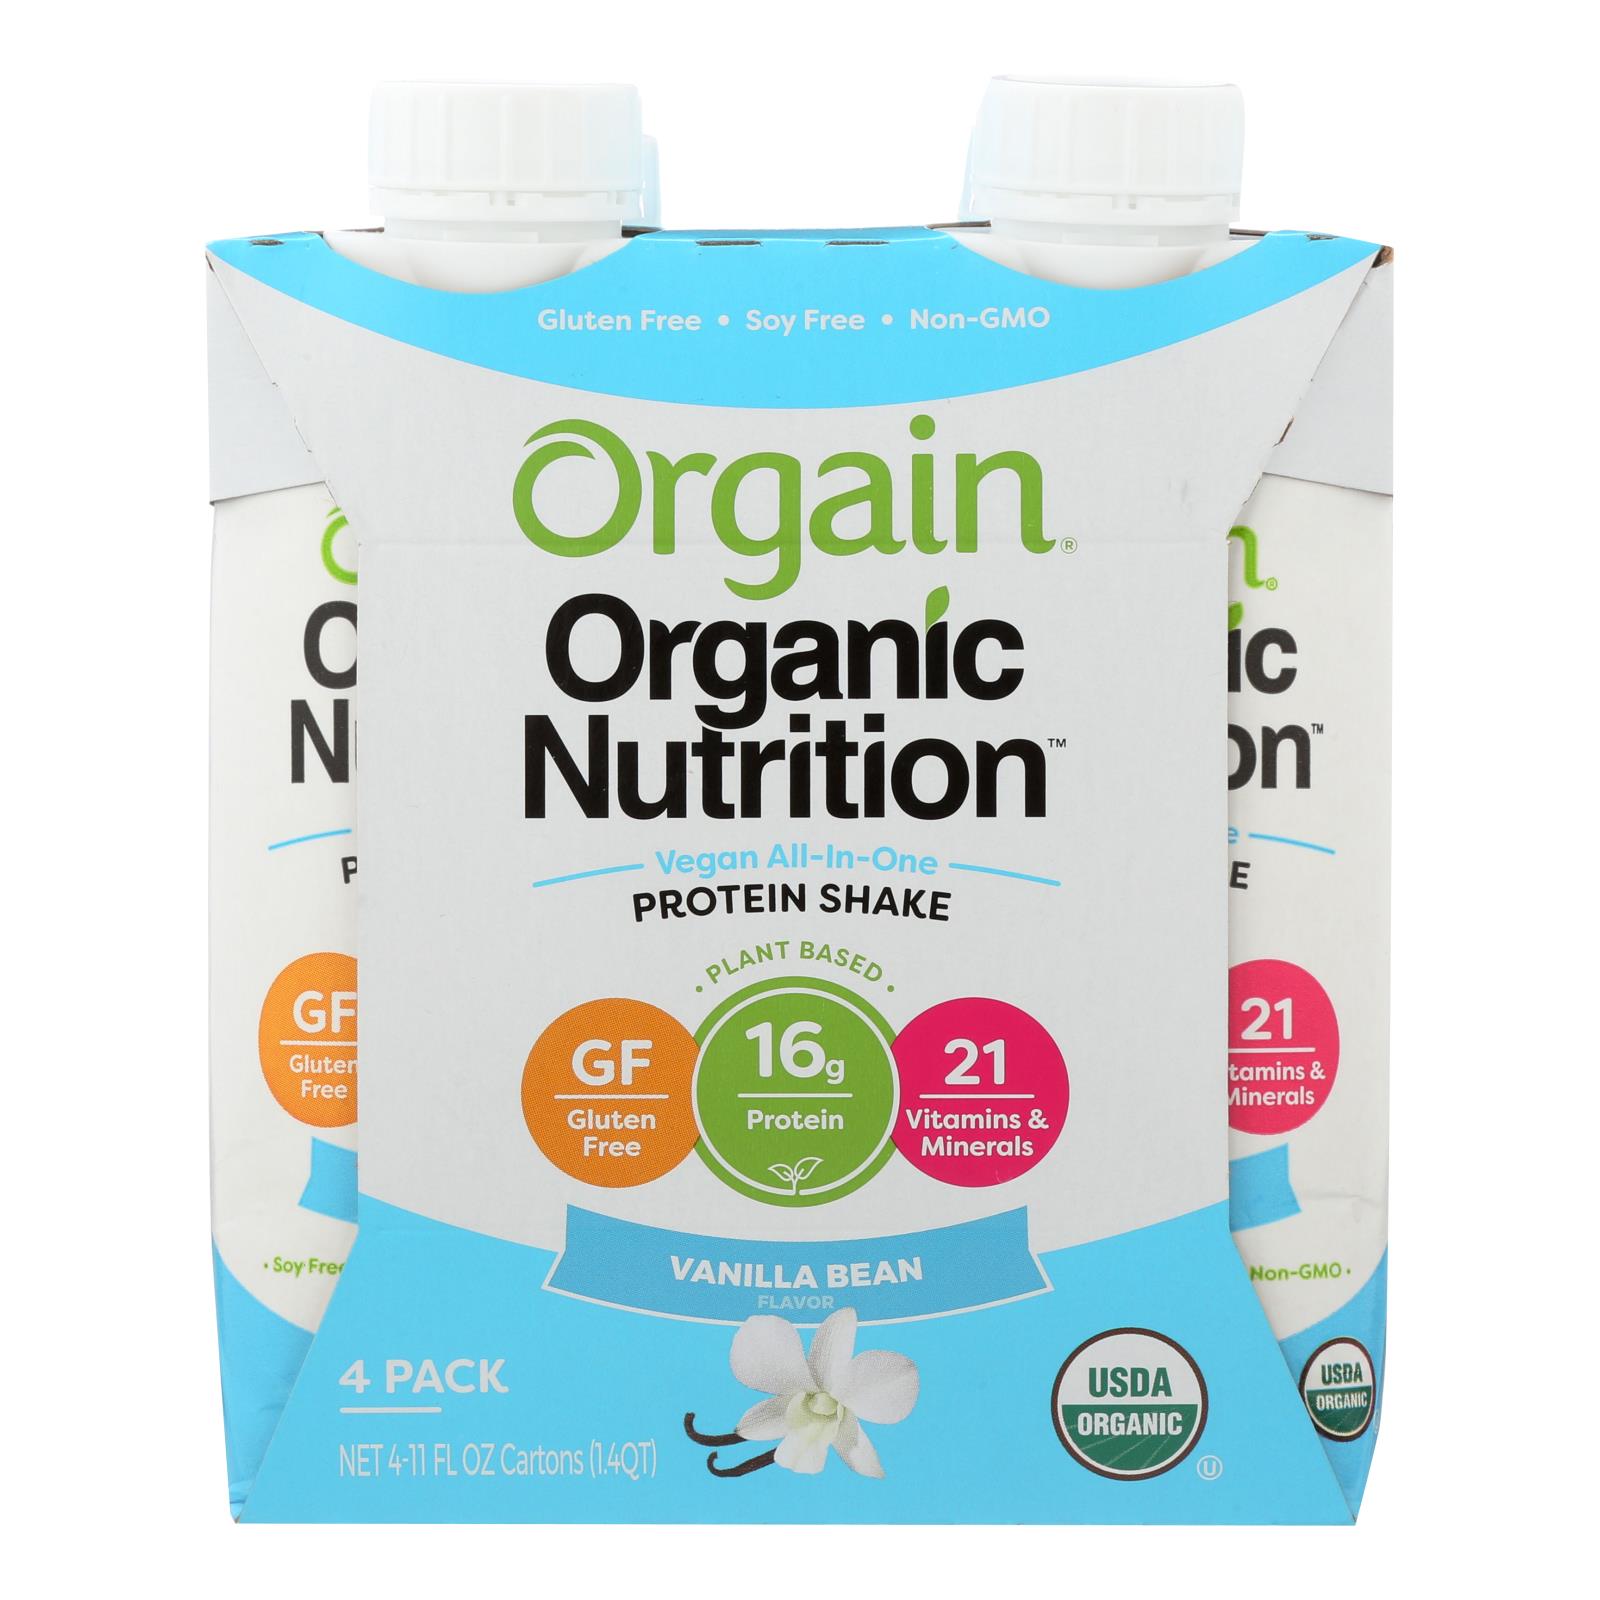 Gluten Free • Soy Free • Non-GMO
Orgain®
Organic
Nutrition™
Vegan All-In-One
PROTEIN SHAKE
• PLANT BASED •
GF
Gluten
Free
16g
Protein
21
Vitamins &
Minerals
VANILLA BEAN
FLAVOR
4 PACK
NET 4-11 FL OZ Cartons (1.4QT)
USDA
ORGANIC
U
GF
Gluten
Free
• Soy Free
21
Minerals
Non-GMO •
USDA
ORGANIC